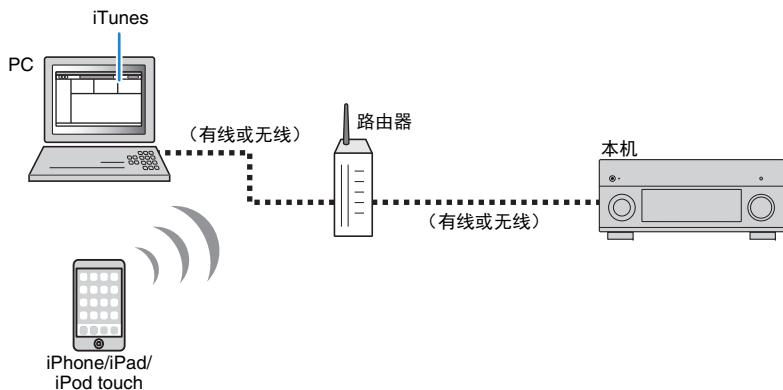 iTunes
PC
（有线或无线）
路由器
本机
（有线或无线）
iPhone/iPad/
iPod touch